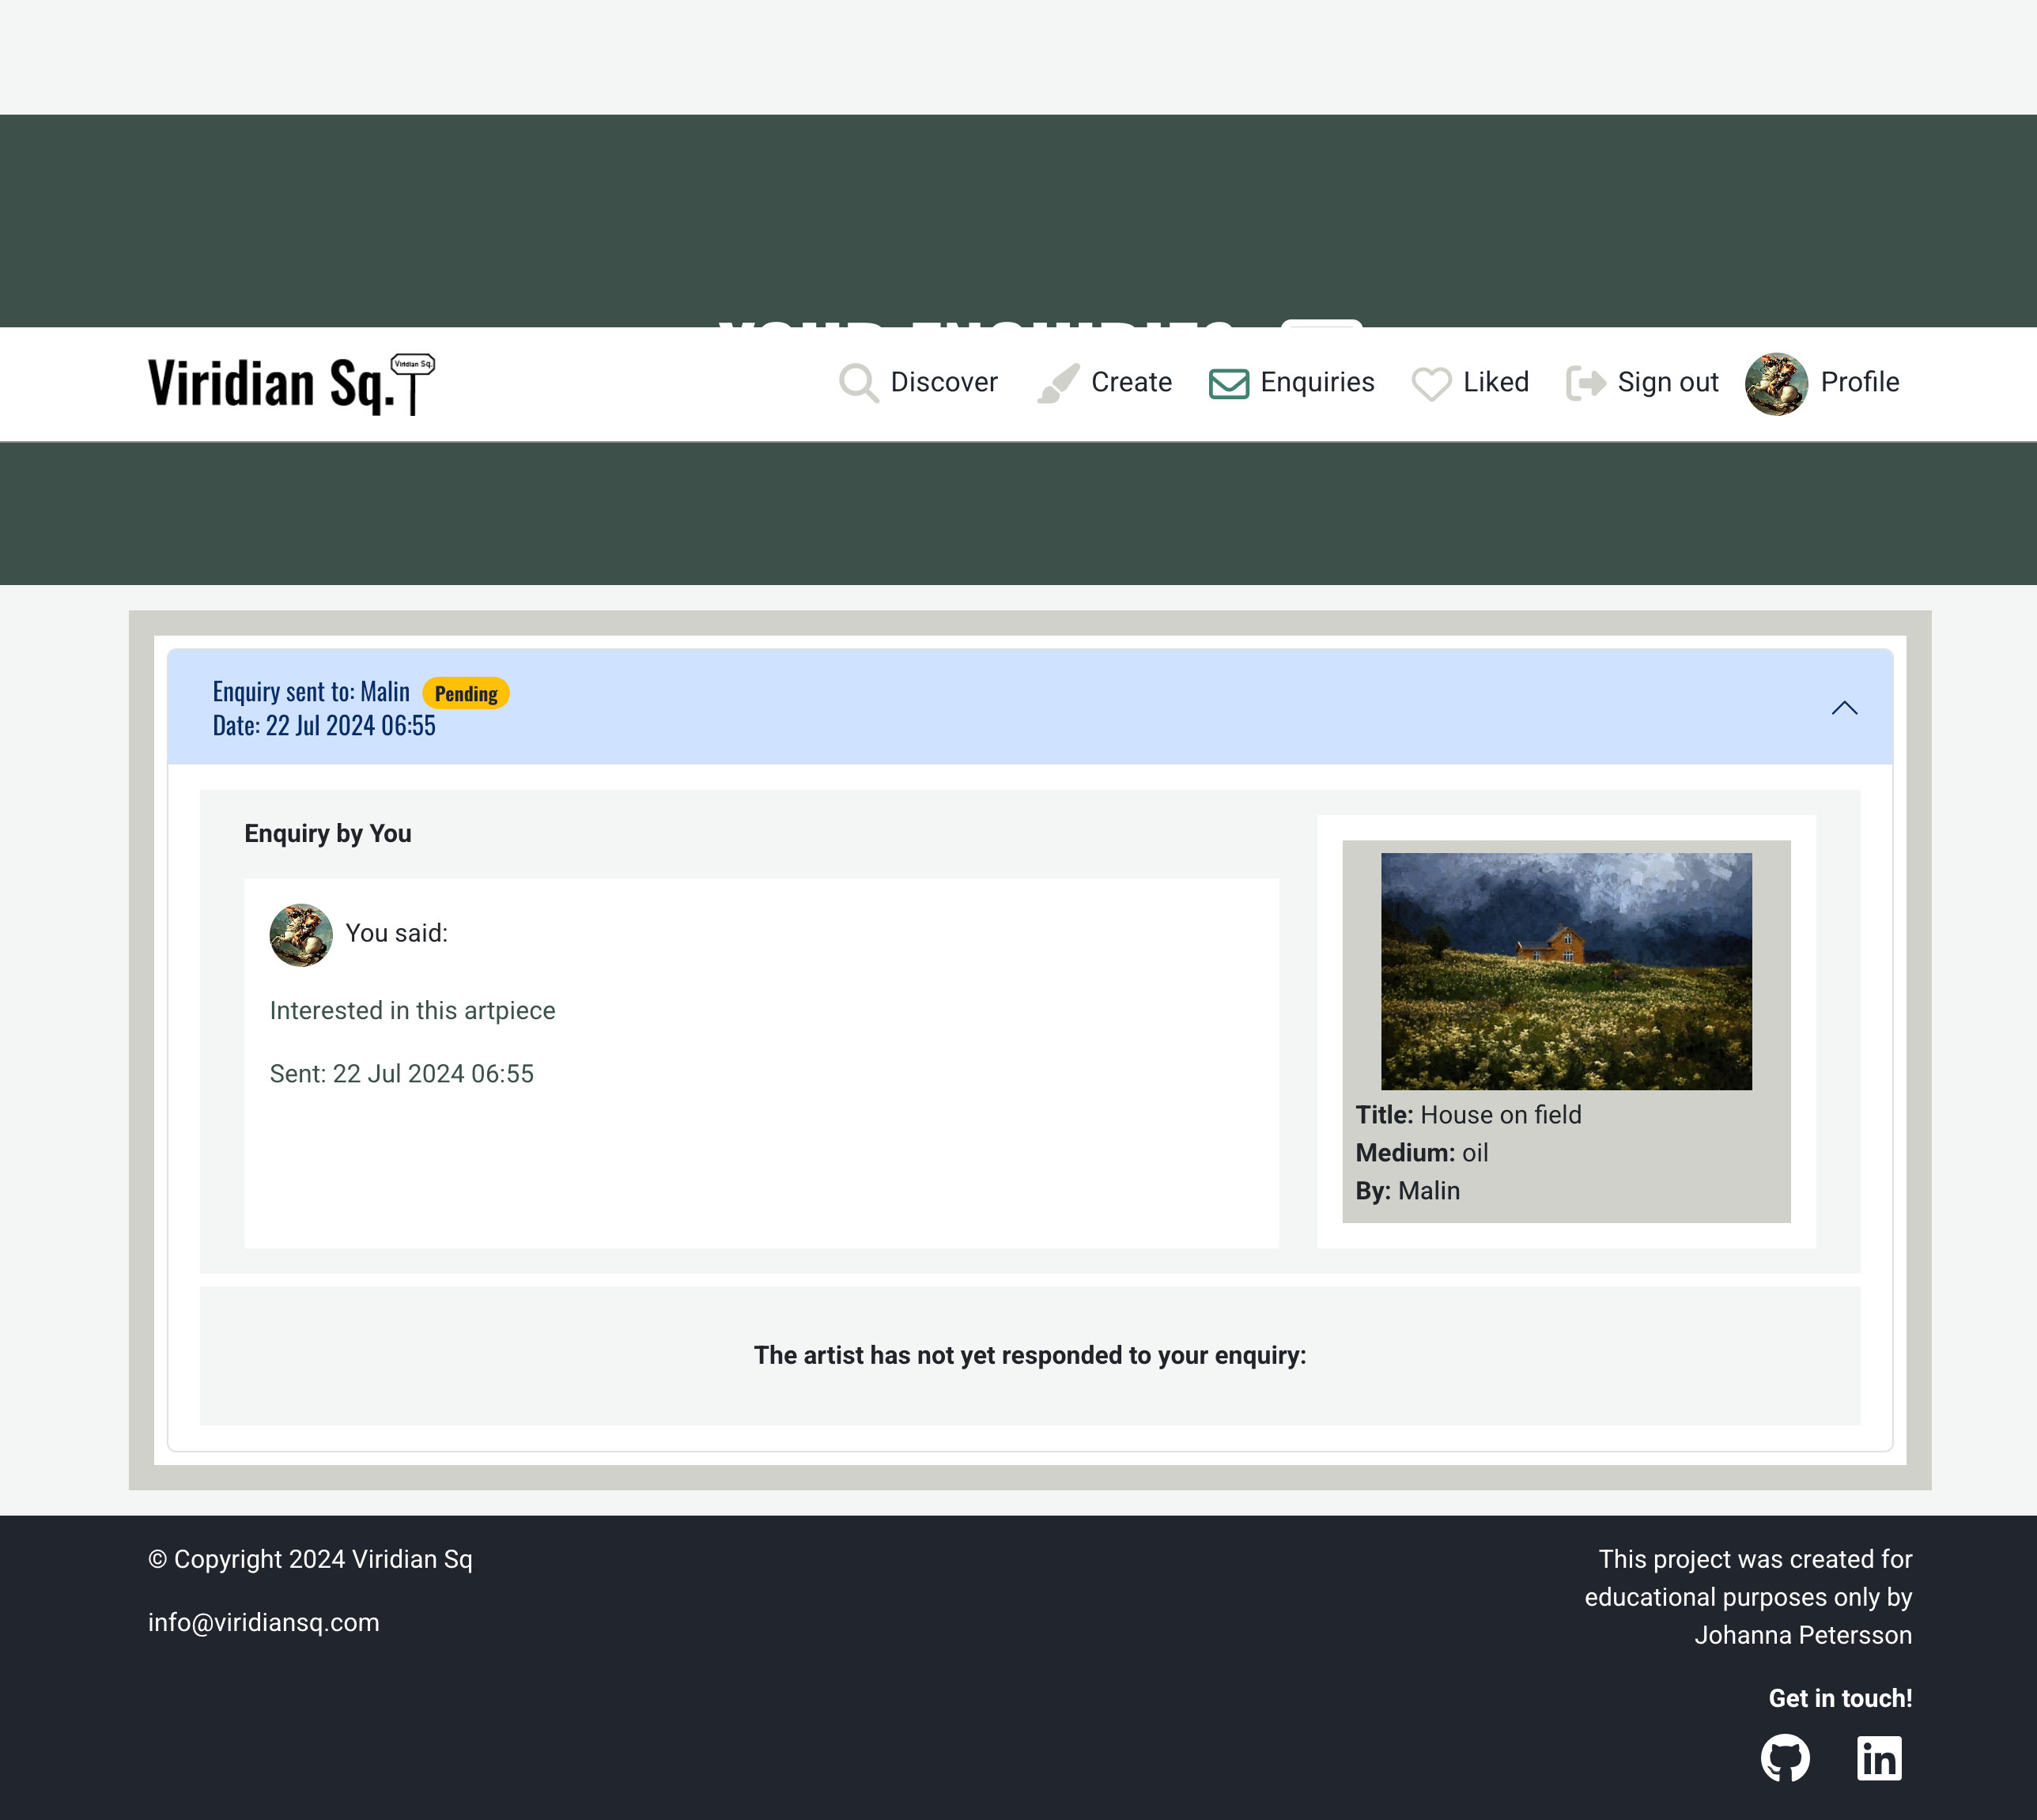 YOUR ENQUIRIES
Viridian Sq.
Viridian Sq.
Discover
Create
Enquiries
Liked
Sign out
Profile
Enquiry sent to: Malin
Pending
Date: 22 Jul 2024 06:55
Enquiry by You
You said:
Interested in this artpiece
Sent: 22 Jul 2024 06:55
Title: House on field
Medium: oil
By: Malin
The artist has not yet responded to your enquiry:
© Copyright 2024 Viridian Sq
info@viridiansq.com
This project was created for
educational purposes only by
Johanna Petersson
Get in touch!
in